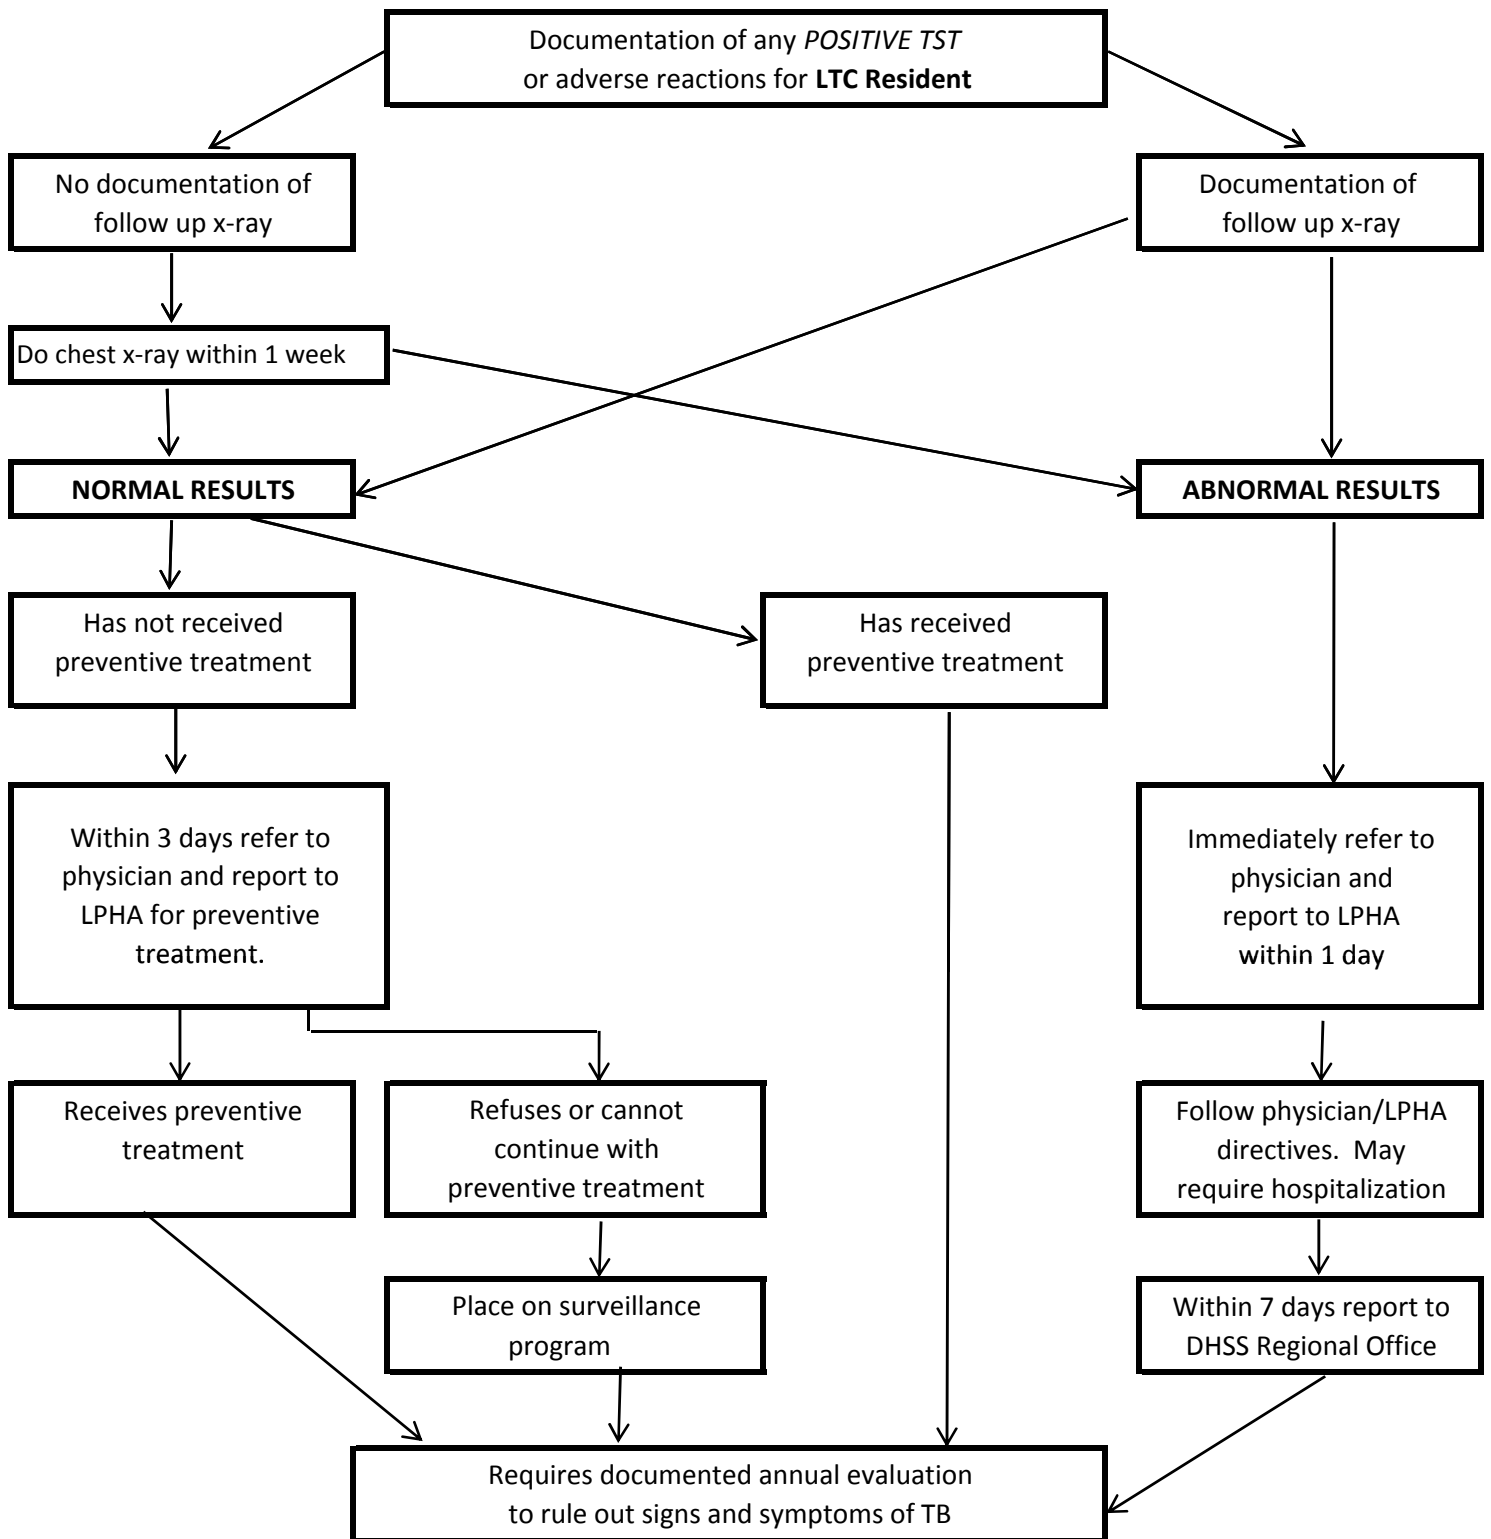 Documentation of any POSITIVE TST
or adverse reactions for LTC Resident
No documentation of
follow up x-ray
Documentation of
follow up x-ray
Do chest x-ray within 1 week
NORMAL RESULTS
ABNORMAL RESULTS
Has not received
preventive treatment
Has received
preventive treatment
Within 3 days refer to
physician and report to
LPHA for preventive
treatment.
Immediately refer to
physician and
report to LPHA
within 1 day
Receives preventive
treatment
Refuses or cannot
continue with
preventive treatment
Follow physician/LPHA
directives.  May
require hospitalization
Place on surveillance
program
Within 7 days report to
DHSS Regional Office
Requires documented annual evaluation
to rule out signs and symptoms of TB